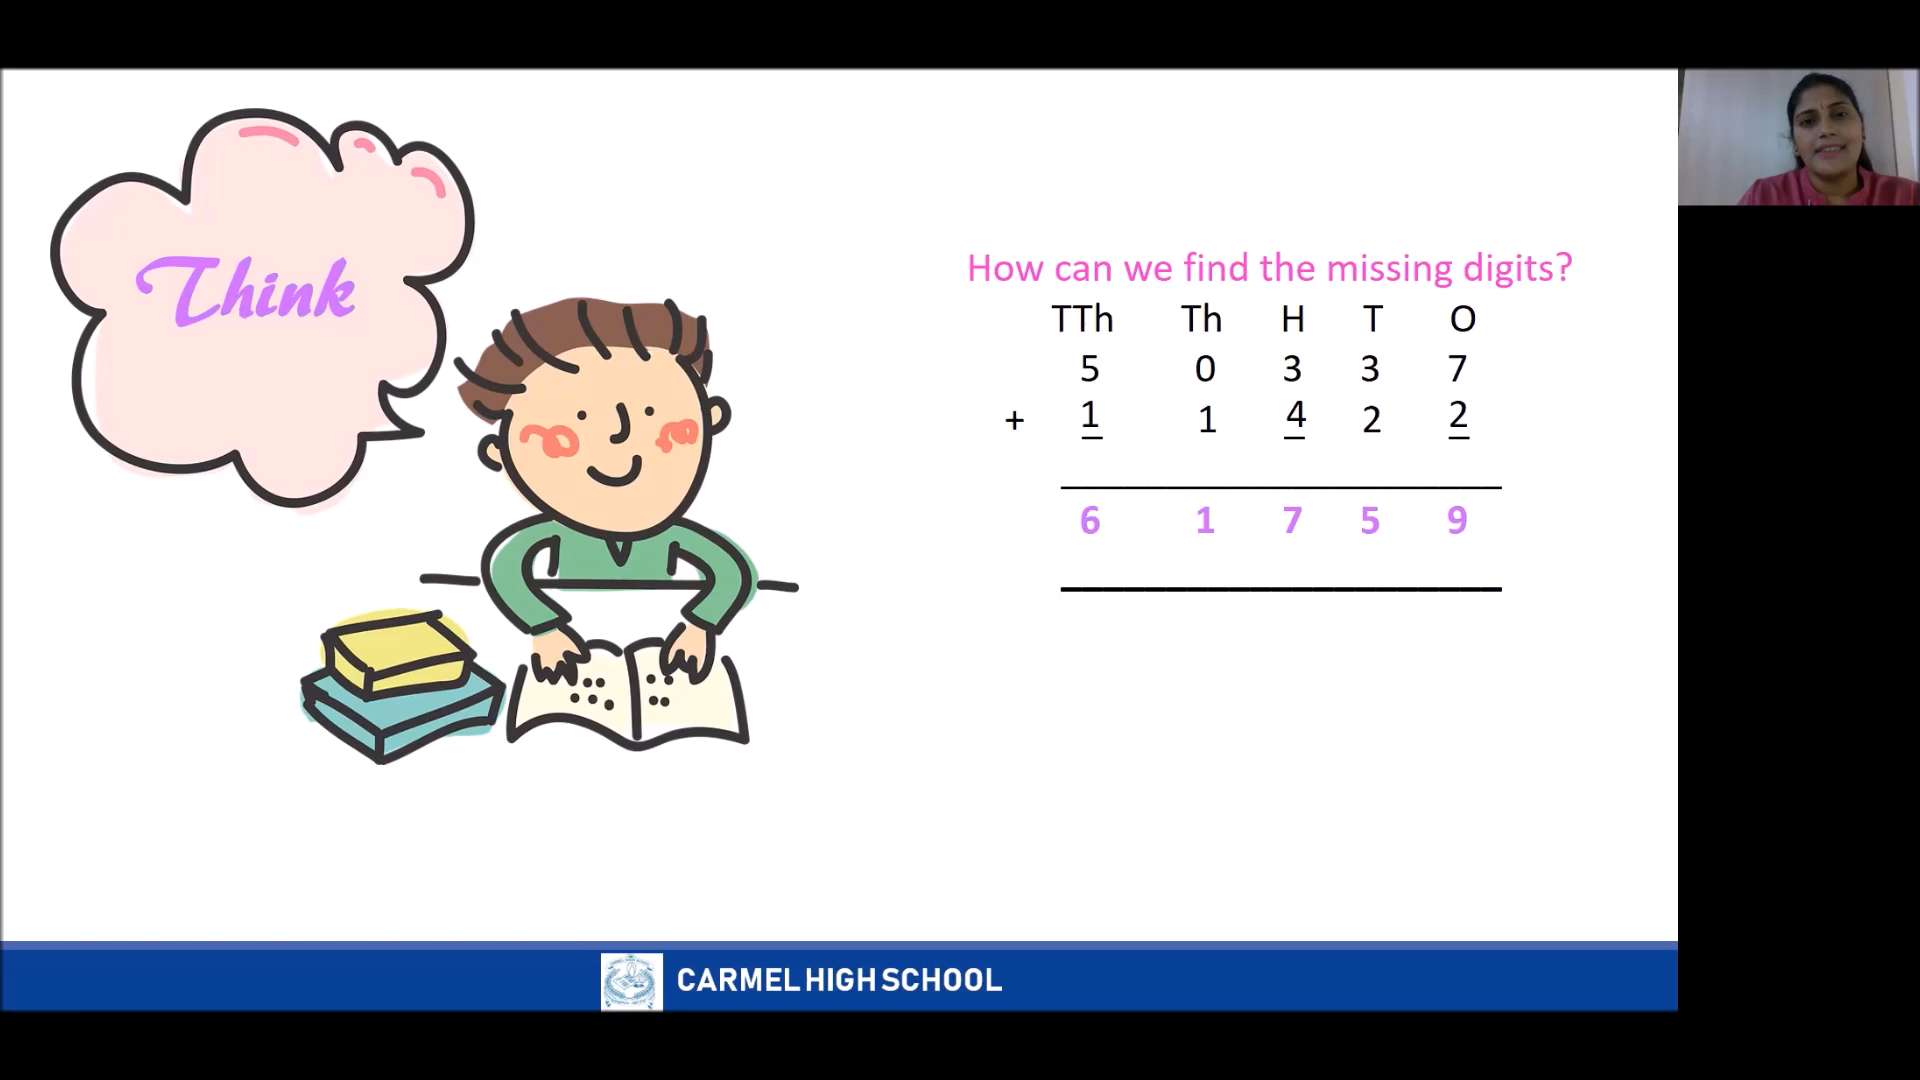 Think
How can we find the missing digits?
TTh Th H T O
5 0 3 3 7
+ 1 1 4 2 2
6 1 7 5 9
CARMEL HIGH SCHOOL